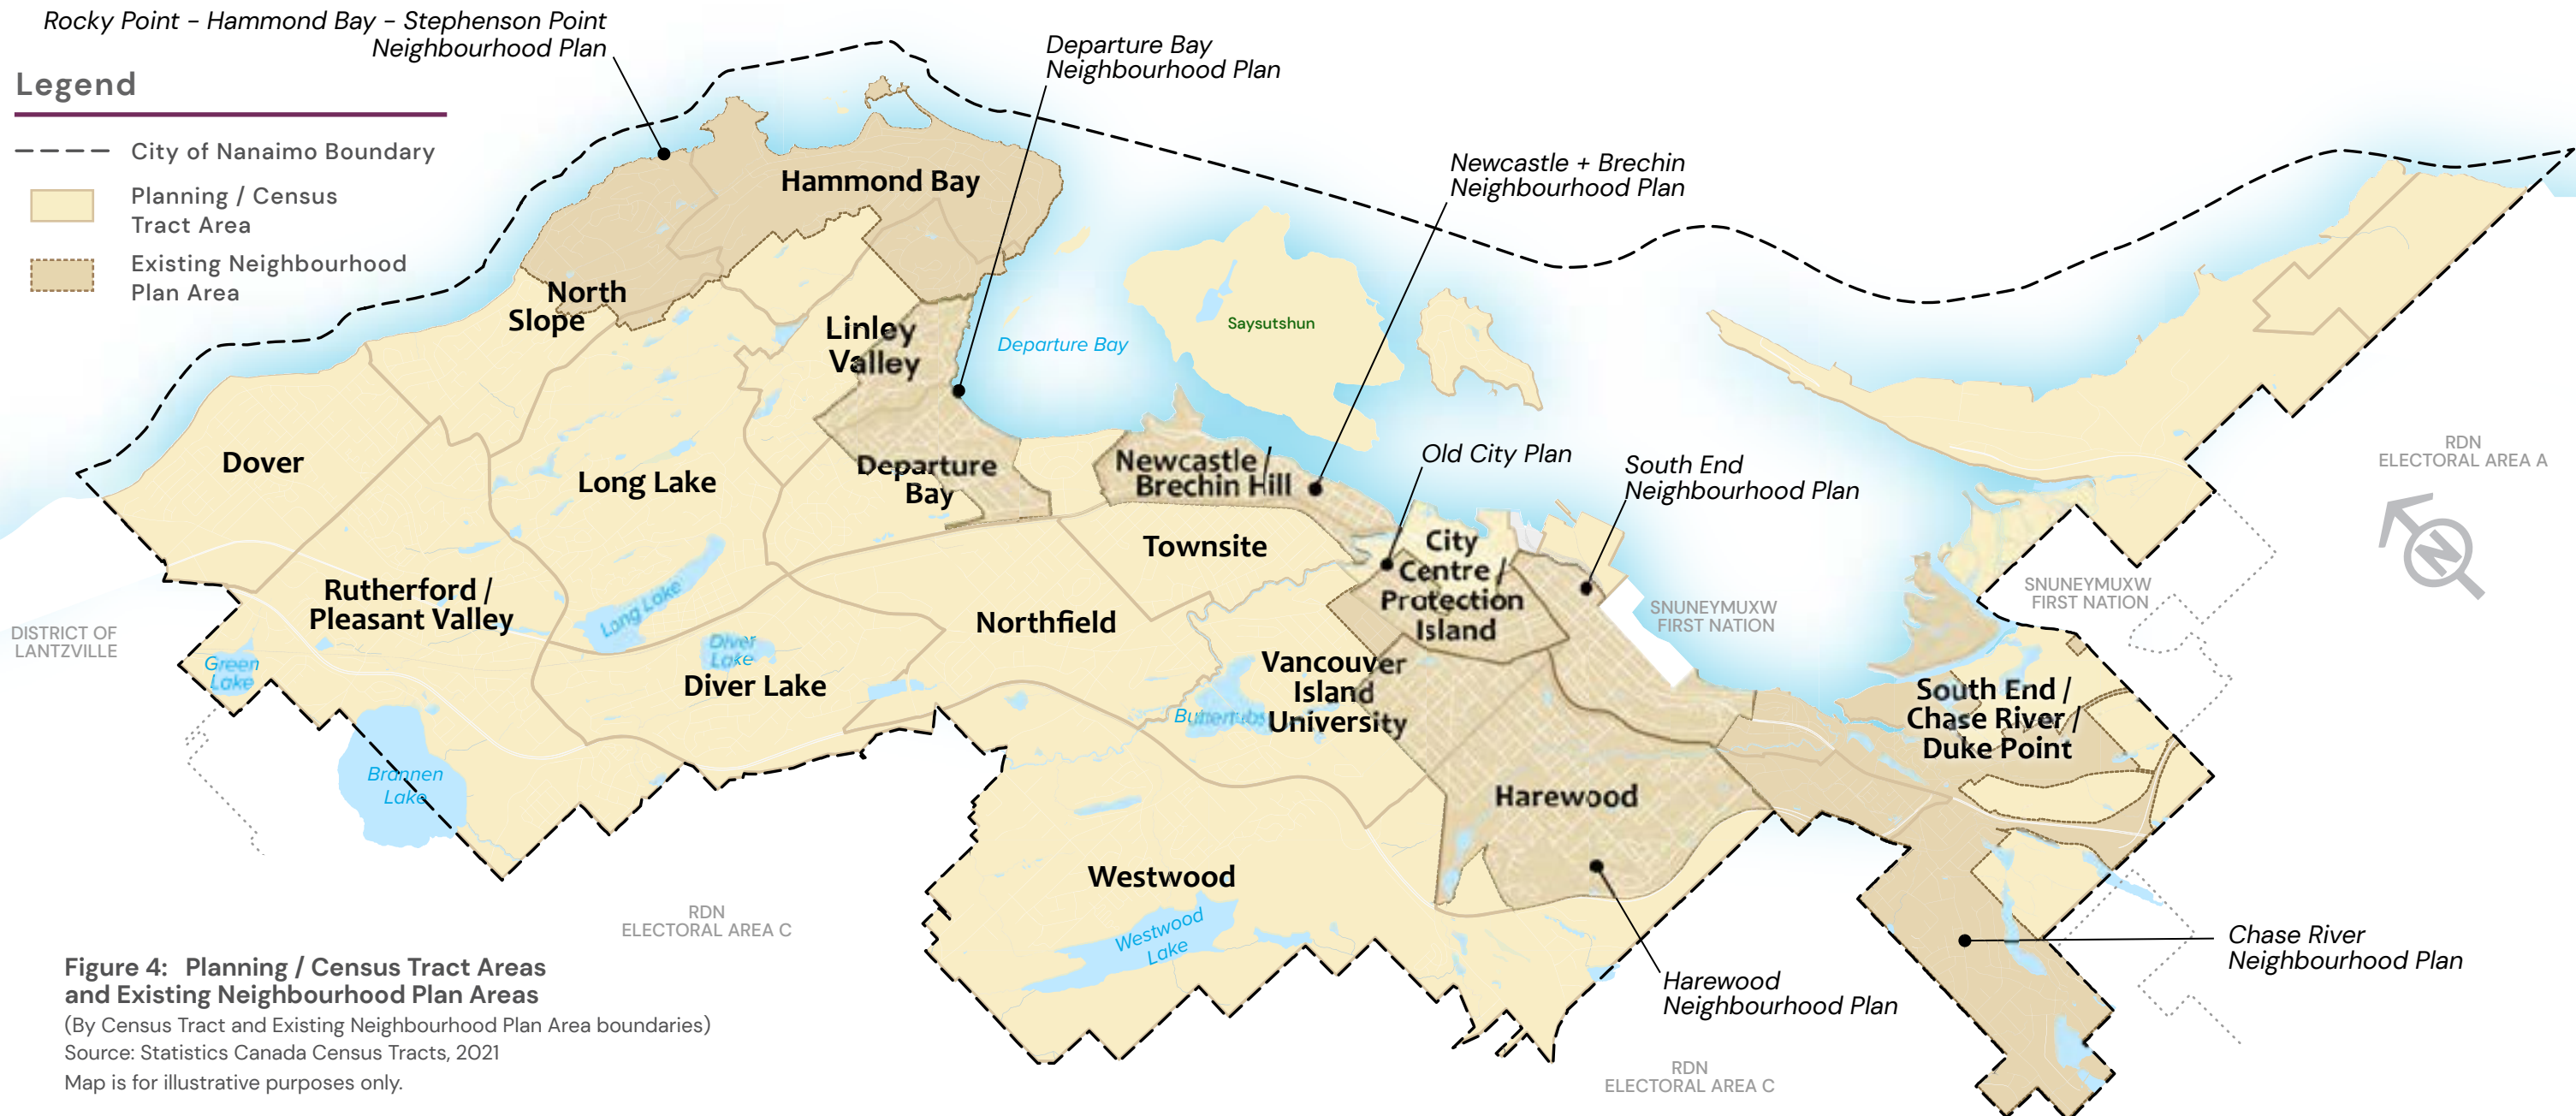 Rocky Point - Hammond Bay - Stephenson Point
Neighbourhood Plan
Departure Bay
Neighbourhood Plan
Newcastle + Brechin
Neighbourhood Plan
Legend
City of Nanaimo Boundary
Planning / Census
Tract Area
Existing Neighbourhood
Plan Area
Hammond Bay
North
Slope
Linley
Valley
Departure Bay
Saysutshun
Dover
Long Lake
Departure
Bay
Newcastle /
Brechin Hill
Old City Plan
South End
Neighbourhood Plan
RDN
ELECTORAL AREA A
N
Townsite
City
Centre /
Protection
Island
Rutherford /
Pleasant Valley
Long Lake
Northfield
SNUNEYMUXW
FIRST NATION
SNUNEYMUXW
FIRST NATION
DISTRICT OF
LANTZVILLE
Green
Lake
Diver
Lake
Diver Lake
Vancouver
Island
University
Buttertubs
South End /
Chase River /
Duke Point
Brannen
Lake
Harewood
Westwood
Westwood
Lake
RDN
ELECTORAL AREA C
Chase River
Neighbourhood Plan
Harewood
Neighbourhood Plan
RDN
ELECTORAL AREA C
Figure 4: Planning / Census Tract Areas
and Existing Neighbourhood Plan Areas
(By Census Tract and Existing Neighbourhood Plan Area boundaries)
Source: Statistics Canada Census Tracts, 2021
Map is for illustrative purposes only.